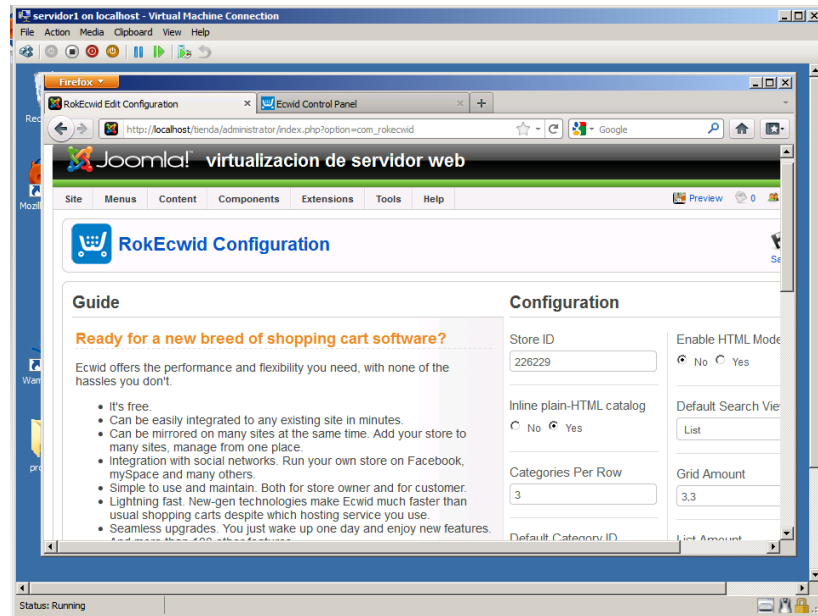 servidor1 on localhost - Virtual Machine Connection
File Action Media Clipboard View Help
Firefox
RokEcwid Edit Configuration
Ecwid Control Panel
http://localhost/tienda/administrator/index.php?option=com_rokecwid
Google
Joomla! virtualizacion de servidor web
Site Menus Content Components Extensions Tools Help
Preview 0
RokEcwid Configuration
Guide
Ready for a new breed of shopping cart software?
Ecwid offers the performance and flexibility you need, with none of the
hassles you don't.
It's free.
Can be easily integrated to any existing site in minutes.
Can be mirrored on many sites at the same time. Add your store to
many sites, manage from one place.
Integration with social networks. Run your own store on Facebook,
mySpace and many others.
Simple to use and maintain. Both for store owner and for customer.
Lightning fast. New-gen technologies make Ecwid much faster than
usual shopping carts despite which hosting service you use.
Seamless upgrades. You just wake up one day and enjoy new features.
Configuration
Store ID
226229
Enable HTML Mode
No Yes
Inline plain-HTML catalog
No Yes
Default Search Vie
List
Categories Per Row
3
Grid Amount
3,3
Default Category ID
List Amount
Status: Running